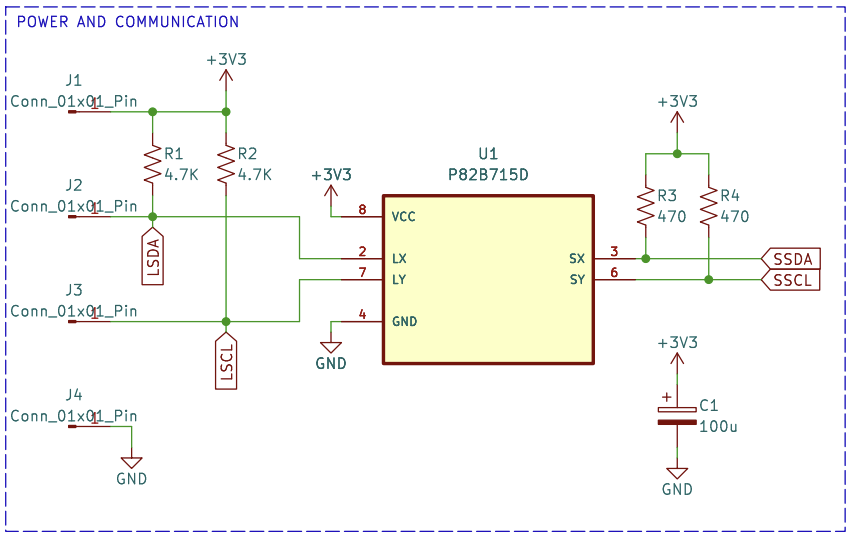 POWER AND COMMUNICATION
J1
Conn_01x01_Pin
1
+3V3
R1
4.7K
R2
4.7K
J2
Conn_01x01_Pin
1
LSDA
J3
Conn_01x01_Pin
1
LSCL
J4
Conn_01x01_Pin
1
GND
+3V3
GND
U1
P82B715D
8
VCC
2
LX
7
LY
4
GND
SX
3
SY
6
+3V3
R3
470
R4
470
SSDA
SSCL
+3V3
+
C1
100u
GND